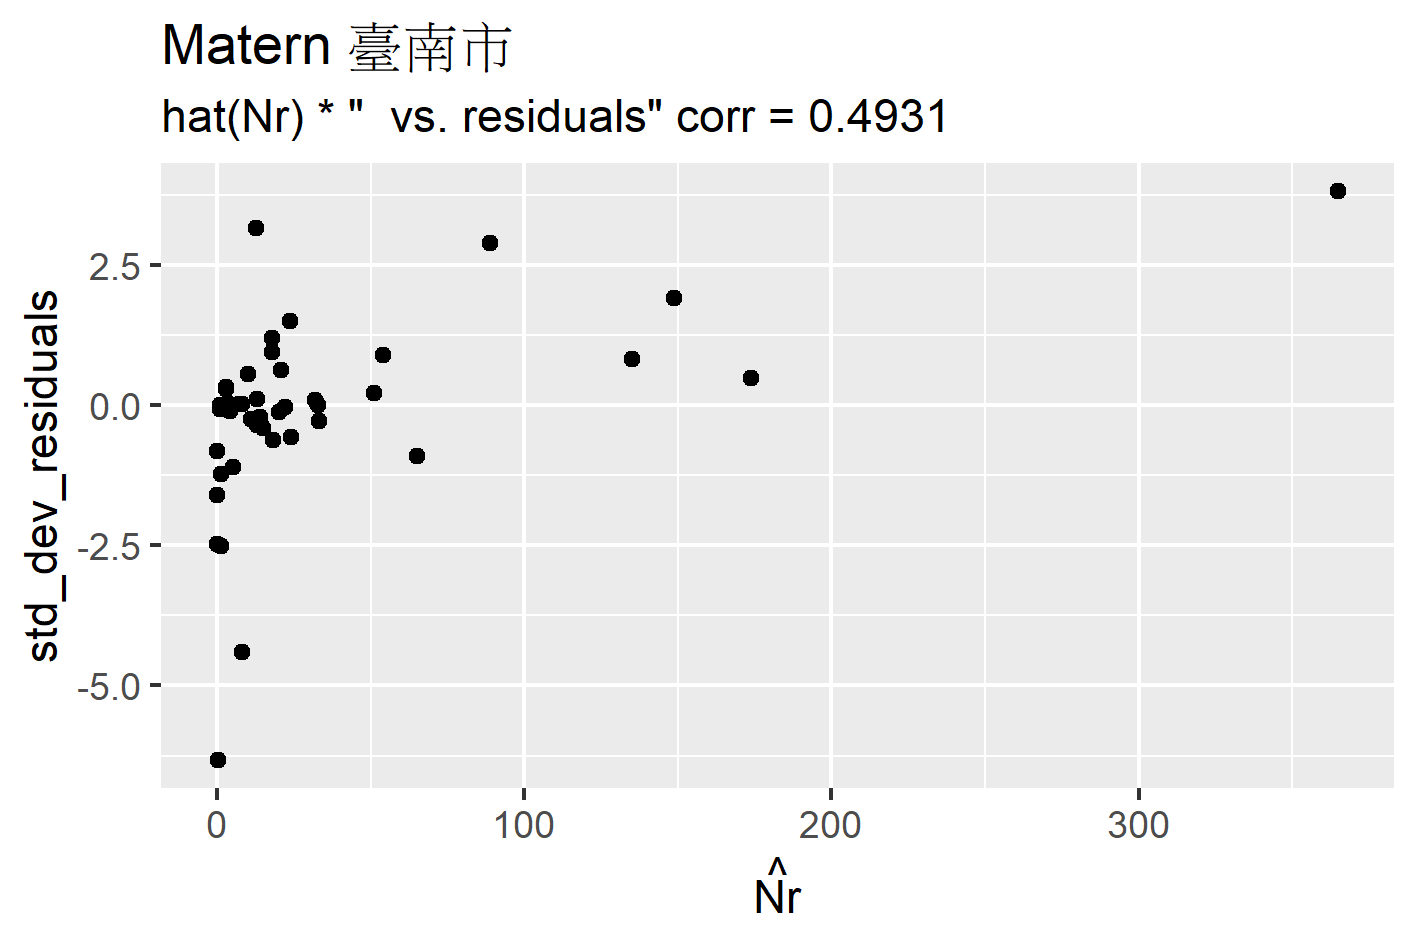 Matern 臺南市
hat(Nr) * "  vs. residuals" corr = 0.4931
std_dev_residuals
2.5
0.0
-2.5
-5.0
0
100
200
300
N̂r